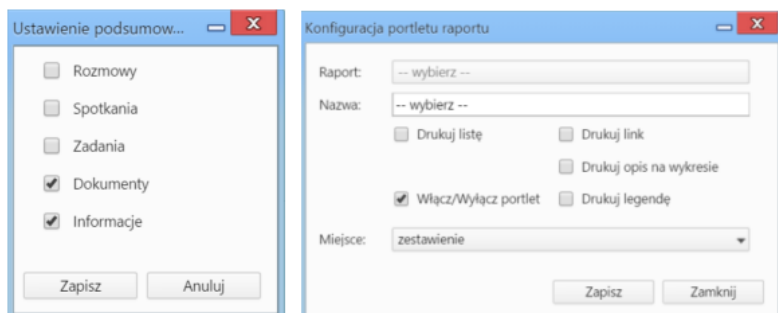 Ustawienie podsumow...
Rozmowy
Spotkania
Zadania
Dokumenty
Informacje
Zapisz Anuluj
Konfiguracja portletu raportu
Raport: -- wybierz --
Nazwa: -- wybierz --
Drukuj listę Drukuj link
Drukuj opis na wykresie
Włącz/Wyłącz portlet Drukuj legendę
Miejsce: zestawienie
Zapisz Zamknij